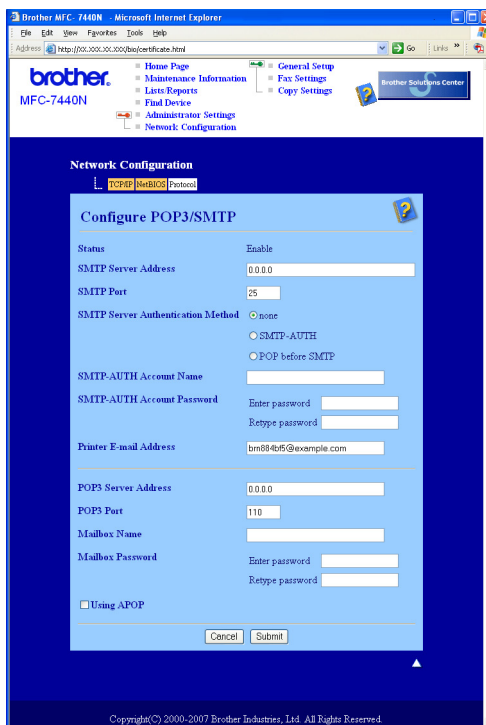 Brother MFC- 7440N - Microsoft Internet Explorer
File Edit View Favorites Tools Help
Address http://XX.XXX.XX.XXX/bio/certificate.html Go Links »
brother.
MFC-7440N
Home Page
Maintenance Information
Lists/Reports
Find Device
Administrator Settings
Network Configuration
General Setup
Fax Settings
Copy Settings
Brother Solutions Center
Network Configuration
TCP/IP NetBIOS Protocol
Configure POP3/SMTP
Status Enable
SMTP Server Address 0.0.0.0
SMTP Port 25
SMTP Server Authentication Method none
SMTP-AUTH
POP before SMTP
SMTP-AUTH Account Name
SMTP-AUTH Account Password Enter password
Retype password
Printer E-mail Address brn884bf5@example.com
POP3 Server Address 0.0.0.0
POP3 Port 110
Mailbox Name
Mailbox Password Enter password
Retype password
Using APOP
Cancel Submit
Copyright(C) 2000-2007 Brother Industries, Ltd. All Rights Reserved.